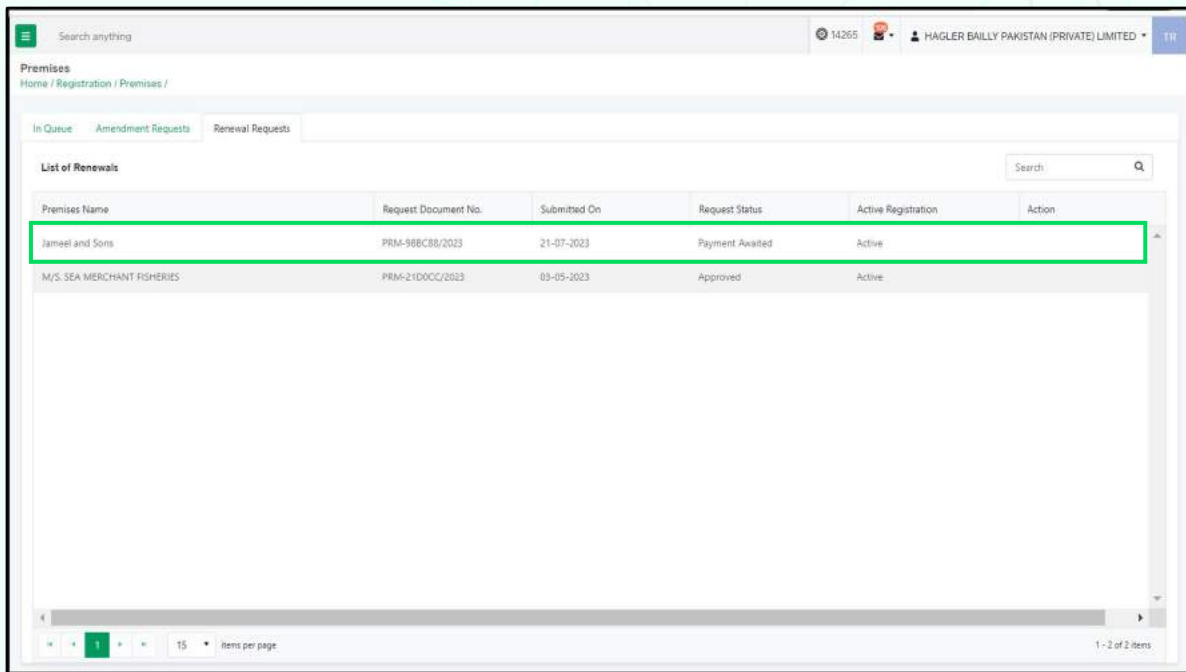 Search anything 14265 HAGLER BAILLY PAKISTAN (PRIVATE) LIMITED TR
Premises
Home / Registration / Premises /
In Queue Amendment Requests Renewal Requests
List of Renewals Search
Premises Name Request Document No. Submitted On Request Status Active Registration Action
Jameel and Sons PRM-98BC88/2023 21-07-2023 Payment Awaited Active
M/S. SEA MERCHANT FISHERIES PRM-21D0CC/2023 03-05-2023 Approved Active
1 15 items per page 1 - 2 of 2 items